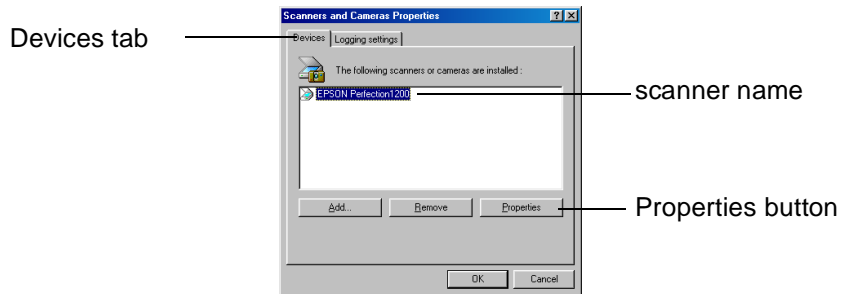 Scanners and Cameras Properties
Devices tab
Devices Logging settings
The following scanners or cameras are installed :
EPSON Perfection1200
scanner name
Add... Remove Properties
Properties button
OK Cancel